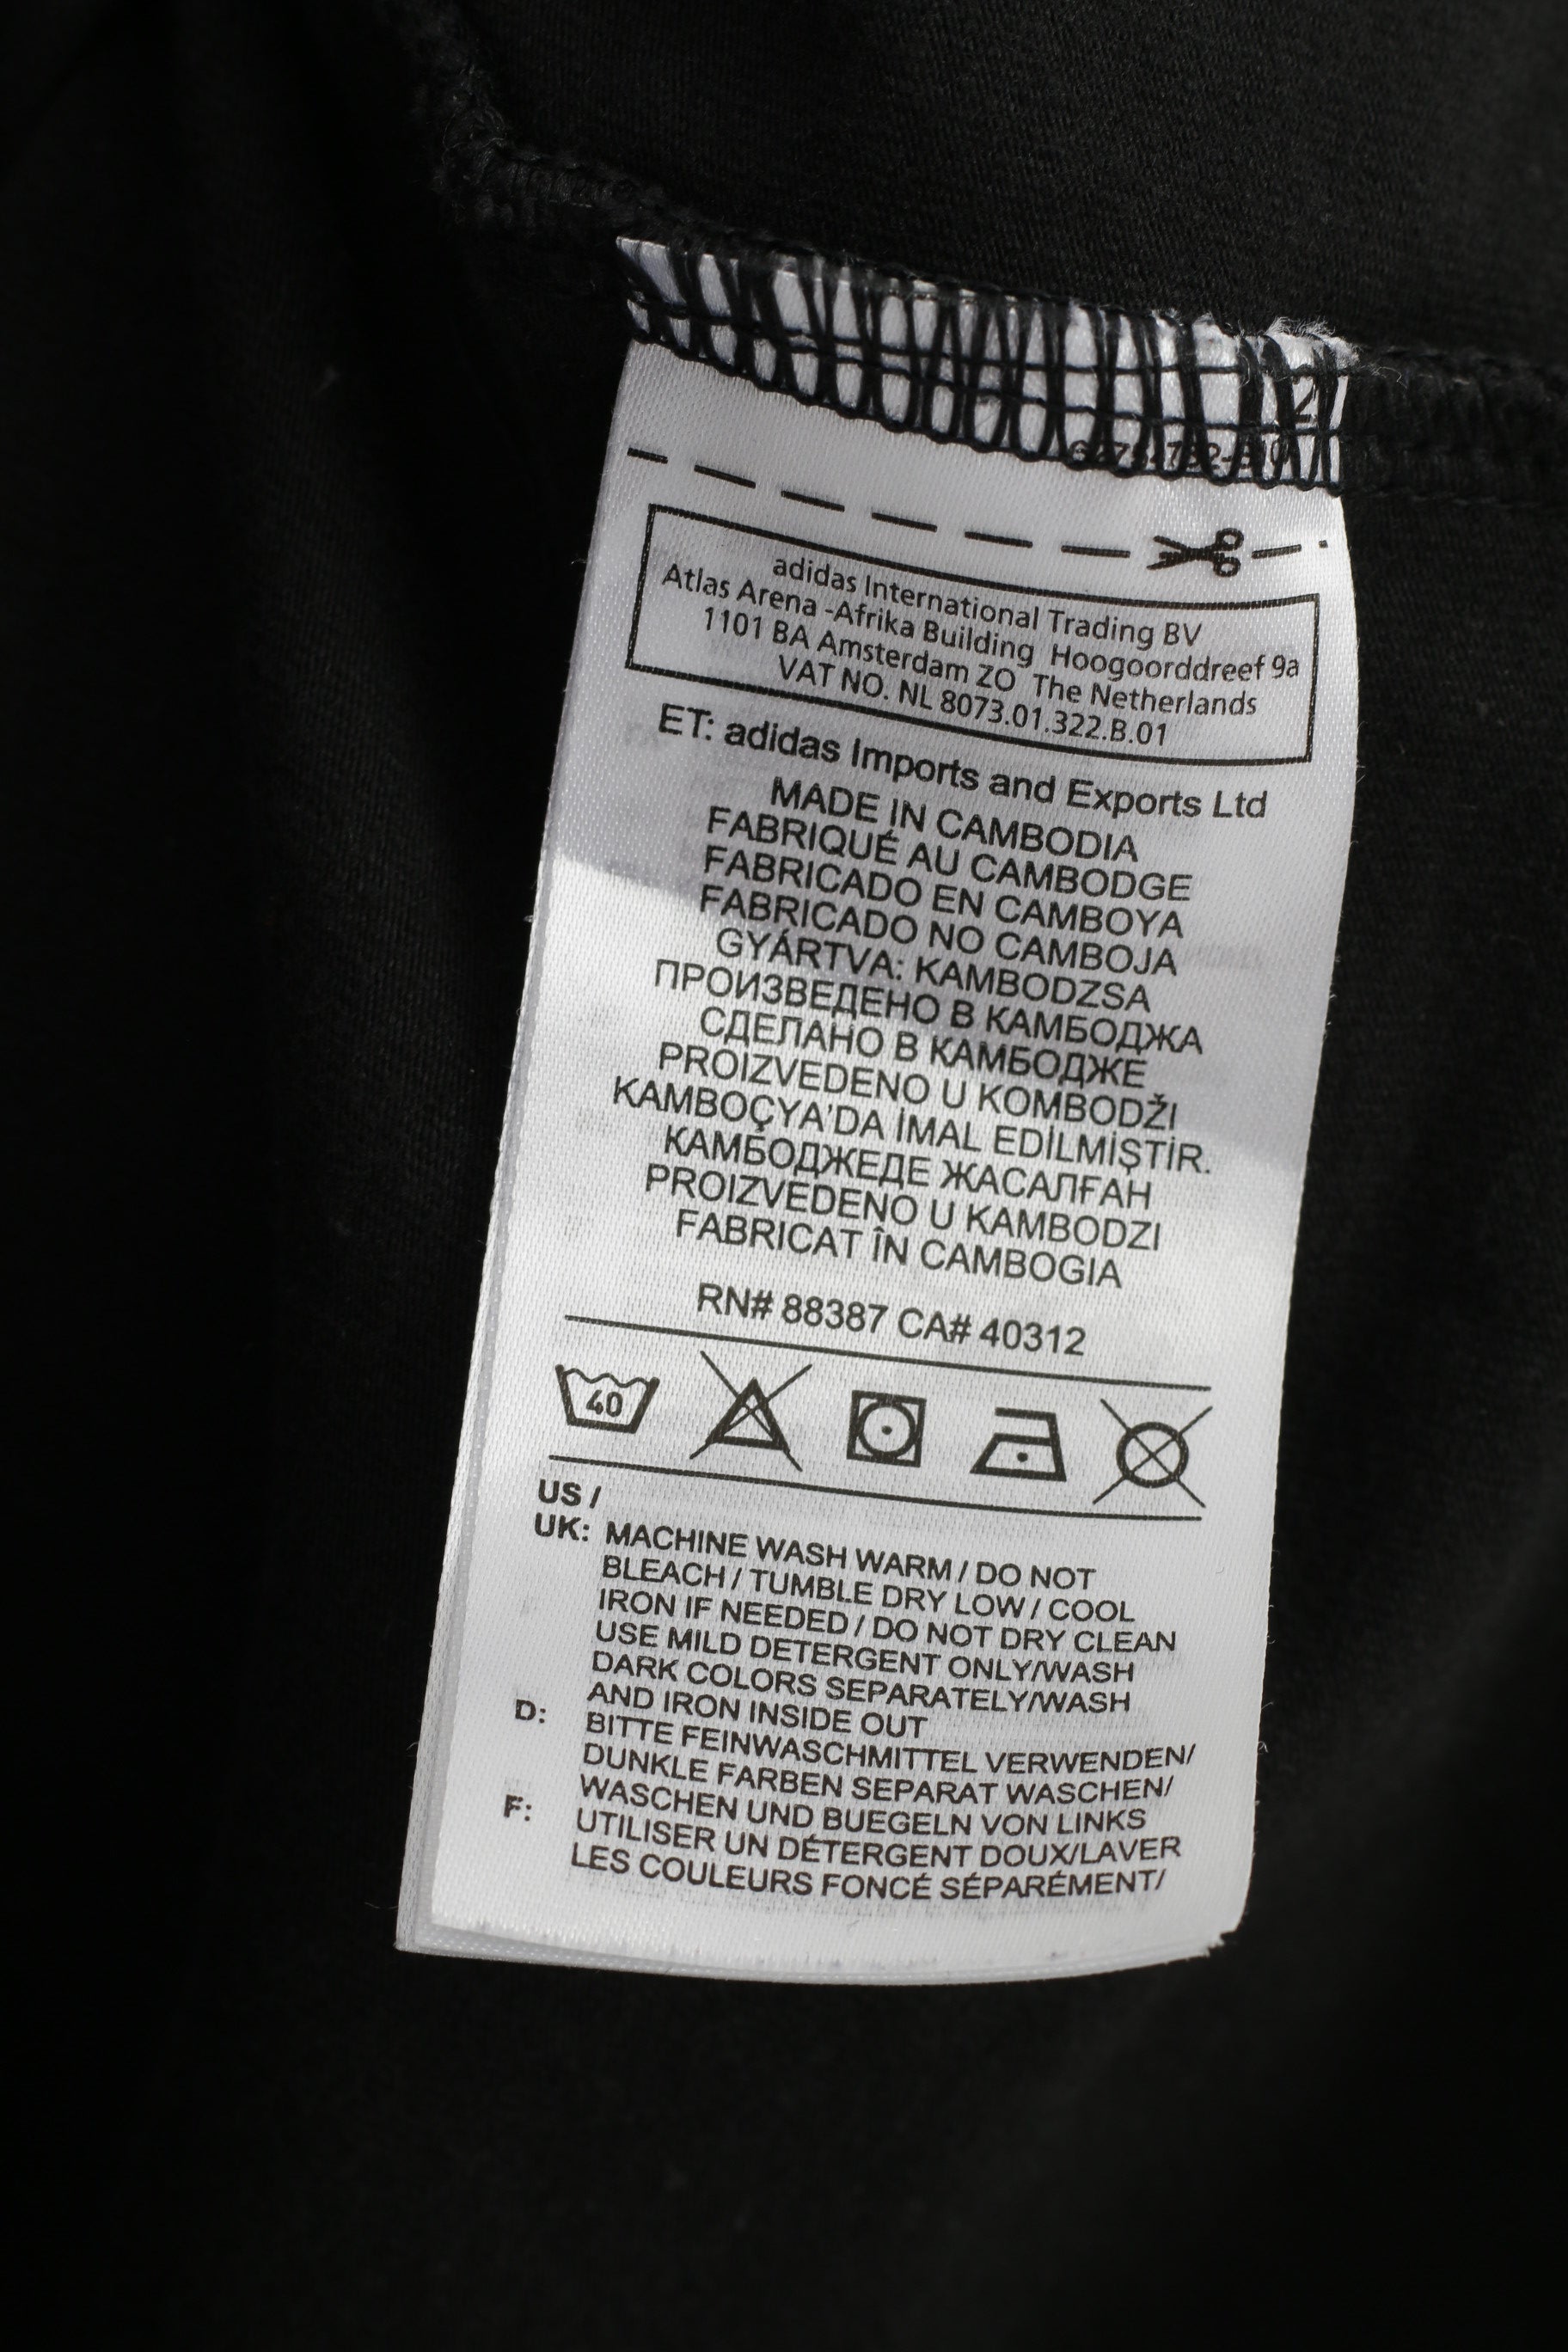 2
adidas International Trading BV
Atlas Arena -Afrika Building Hoogoorddreef 9a
1101 BA Amsterdam ZO The Netherlands
VAT NO. NL 8073.01.322.B.01
ET: adidas Imports and Exports Ltd
MADE IN CAMBODIA
FABRIQUÉ AU CAMBODGE
FABRICADO EN CAMBOYA
FABRICADO NO CAMBOJA
GYÁRTVA: KAMBODZSA
ПРОИЗВЕДЕНО В КАМБОДЖА
СДЕЛАНО В КАМБОДЖЕ
PROIZVEDENO U KOMBODŽI
KAMBOÇYA'DA İMAL EDİLMİŞTİR.
КАМБОДЖЕДЕ ЖАСАЛҒАН
PROIZVEDENO U KAMBODZI
FABRICAT ÎN CAMBOGIA
RN# 88387 CA# 40312
40
US /
UK: MACHINE WASH WARM / DO NOT
BLEACH / TUMBLE DRY LOW / COOL
IRON IF NEEDED / DO NOT DRY CLEAN
USE MILD DETERGENT ONLY/WASH
DARK COLORS SEPARATELY/WASH
AND IRON INSIDE OUT
D: BITTE FEINWASCHMITTEL VERWENDEN/
DUNKLE FARBEN SEPARAT WASCHEN/
WASCHEN UND BUEGELN VON LINKS
F: UTILISER UN DÉTERGENT DOUX/LAVER
LES COULEURS FONCÉ SÉPARÉMENT/